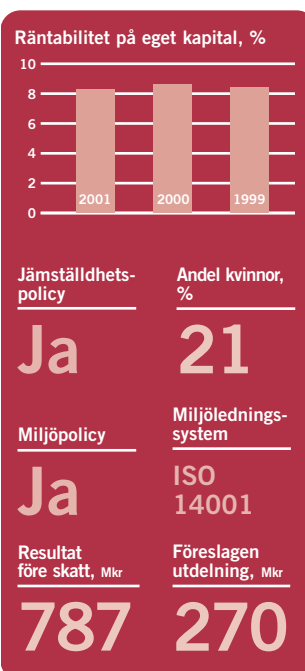 Räntabilitet på eget kapital, %
10
8
6
4
2
0
2001 2000 1999
Jämställdhets-
policy
Ja
Andel kvinnor,
%
21
Miljöpolicy
Ja
Miljölednings-
system
ISO
14001
Resultat
före skatt, Mkr
787
Föreslagen
utdelning, Mkr
270